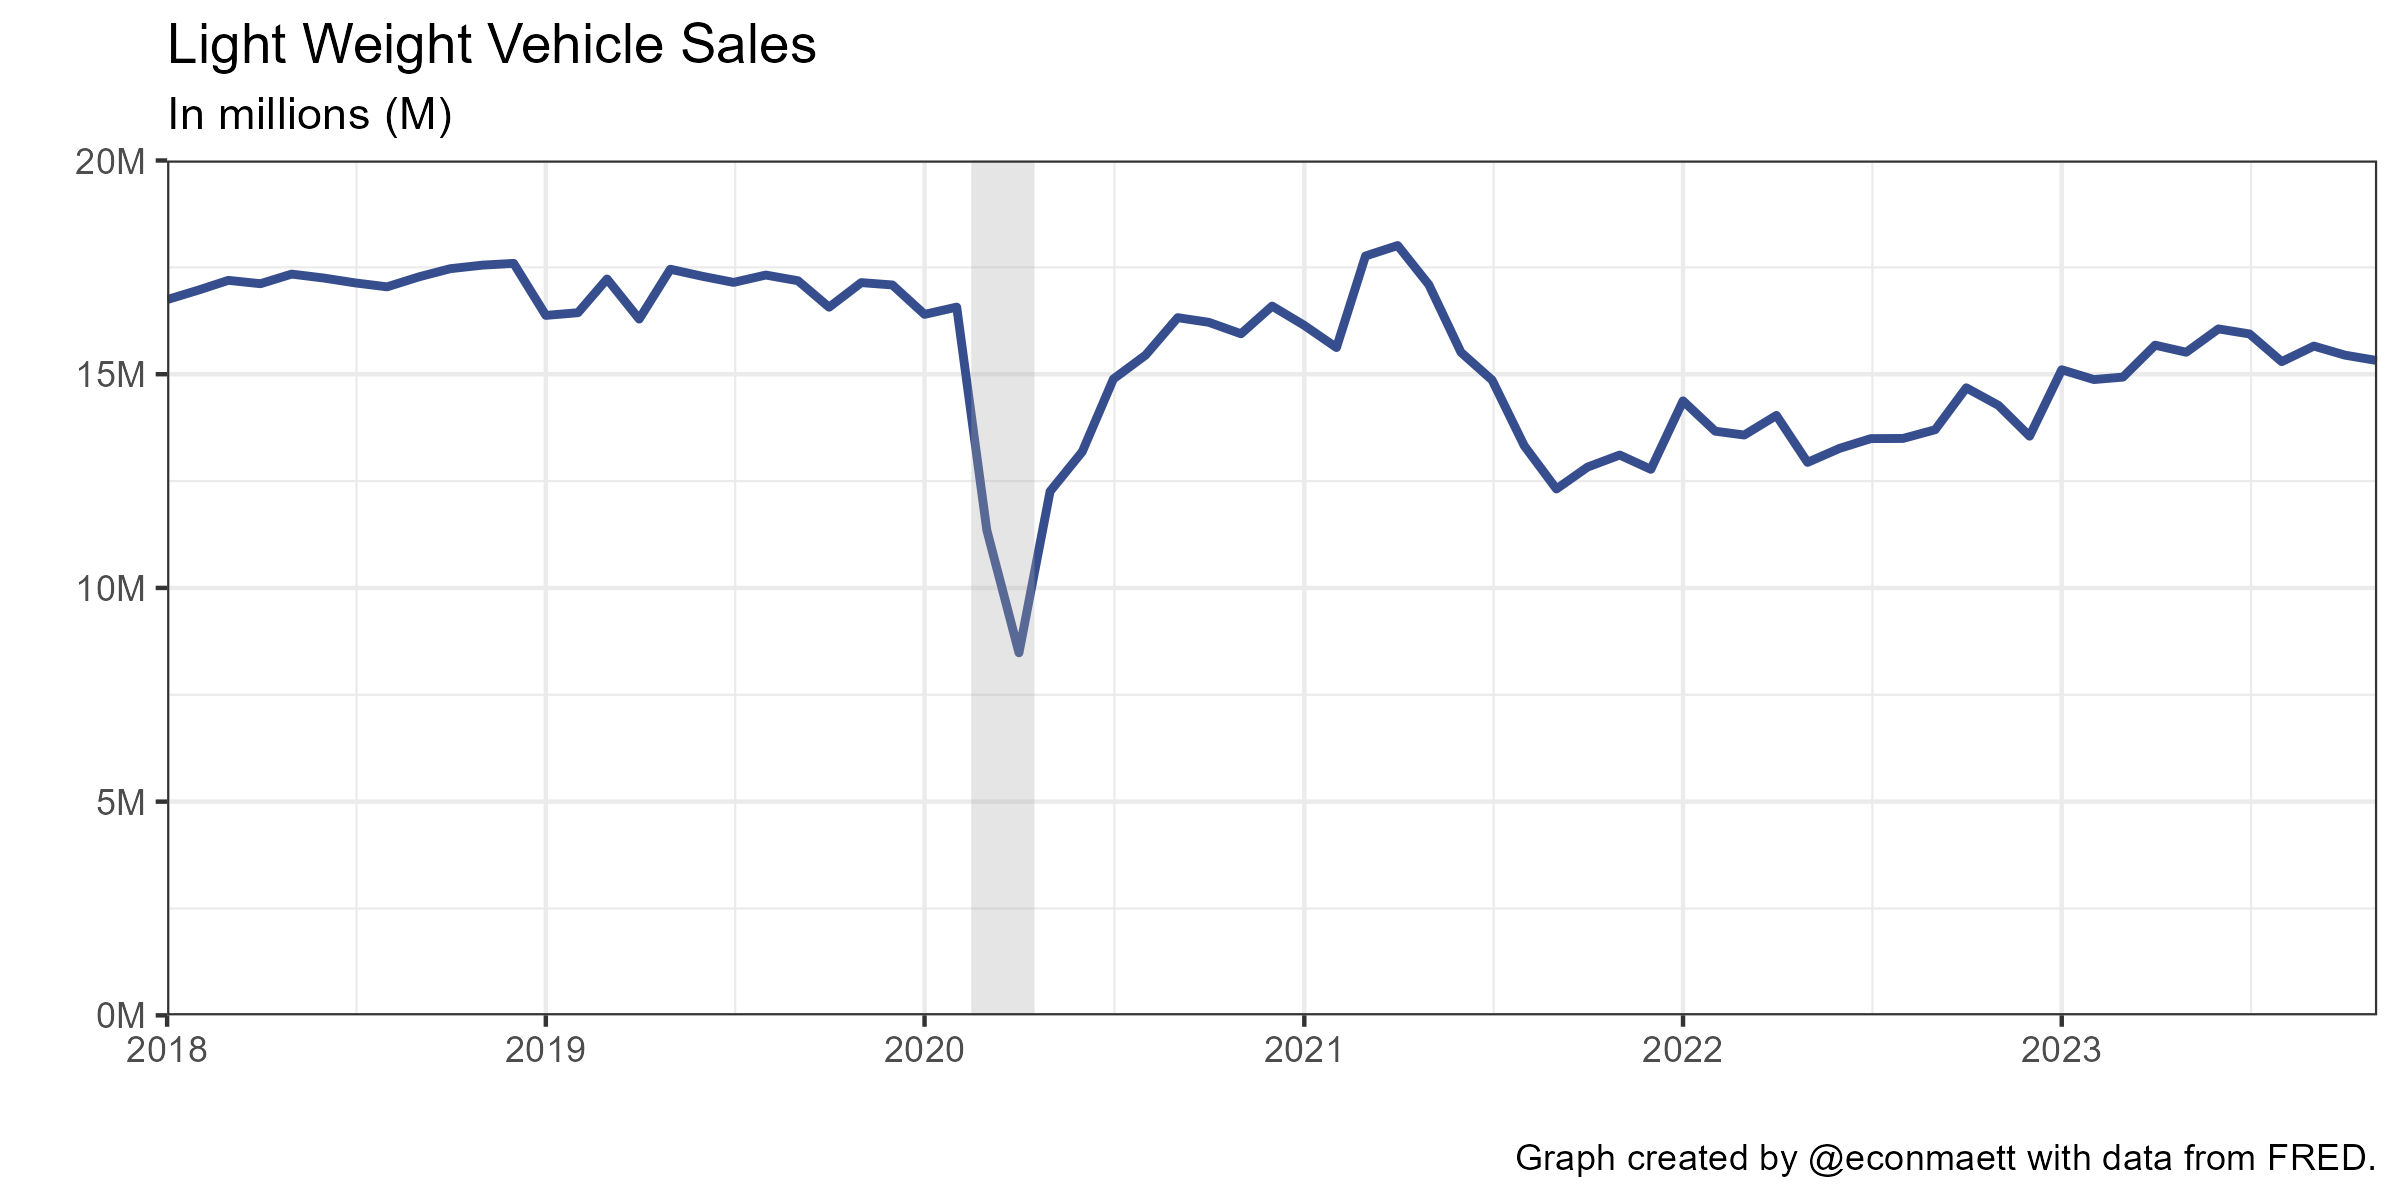 Light Weight Vehicle Sales
In millions (M)
20M
15M
10M
5M
0M
2018 2019 2020 2021 2022 2023
Graph created by @econmaett with data from FRED.